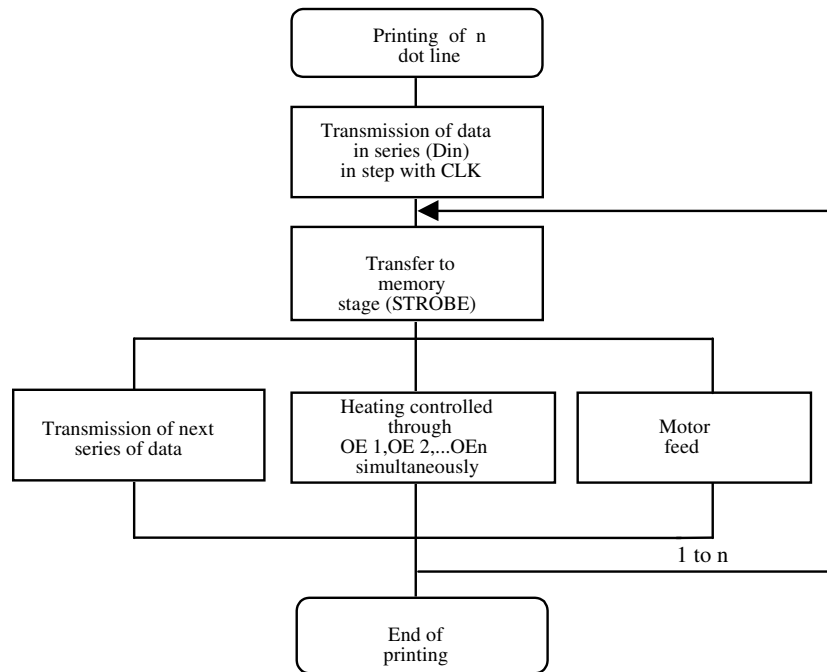 Printing of n
dot line
Transmission of data
in series (Din)
in step with CLK
Transfer to
memory
stage (STROBE)
Transmission of next
series of data
Heating controlled
through
OE 1,OE 2,...OEn
simultaneously
Motor
feed
1 to n
End of
printing